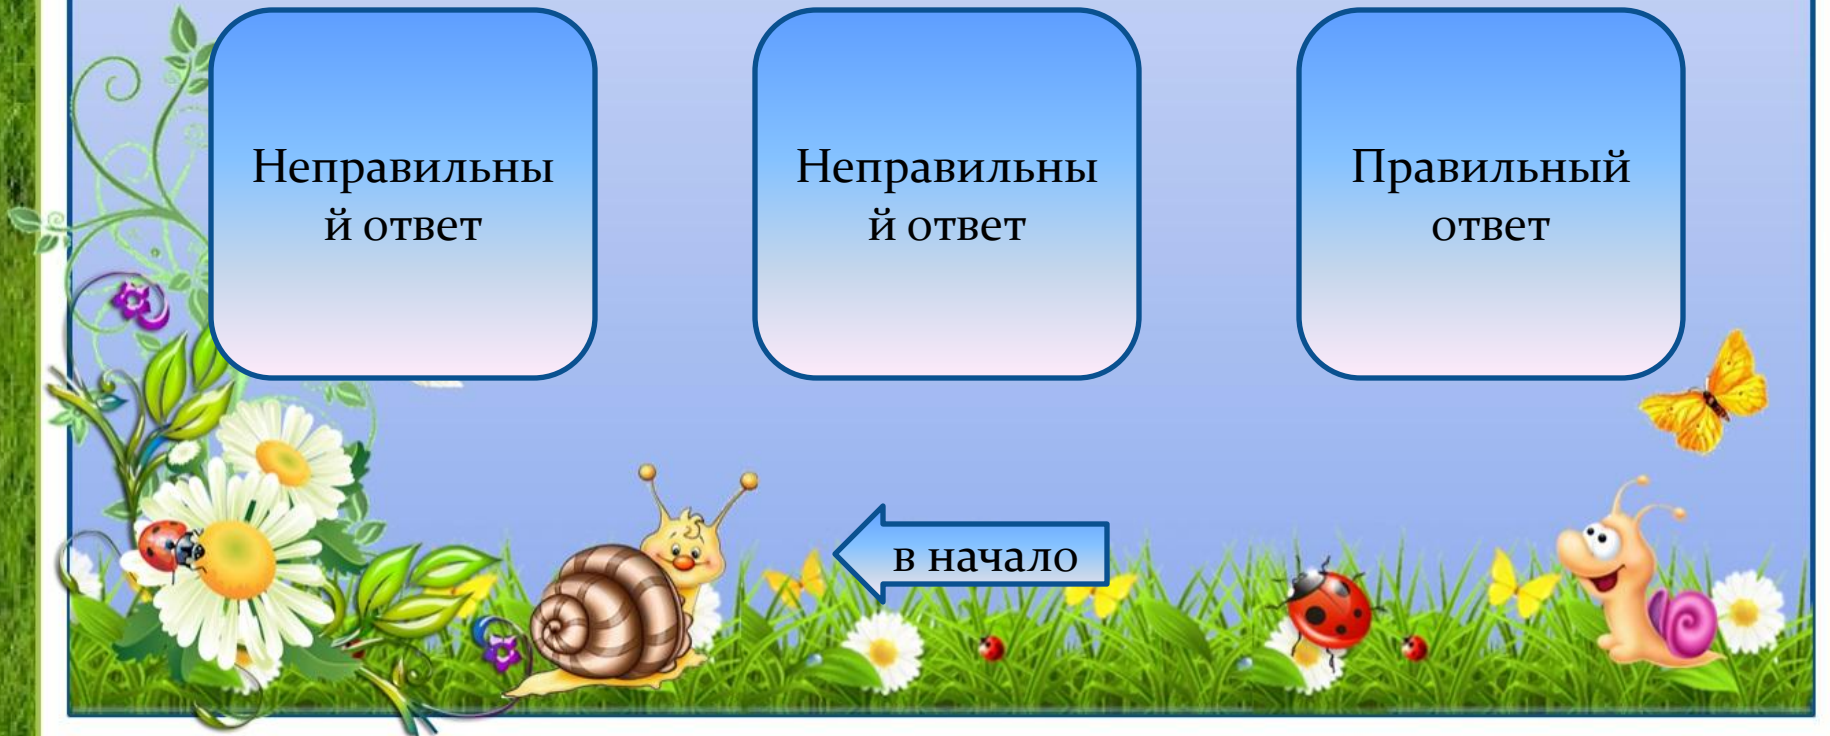 Неправильны
й ответ
Неправильны
й ответ
Правильный
ответ
в начало